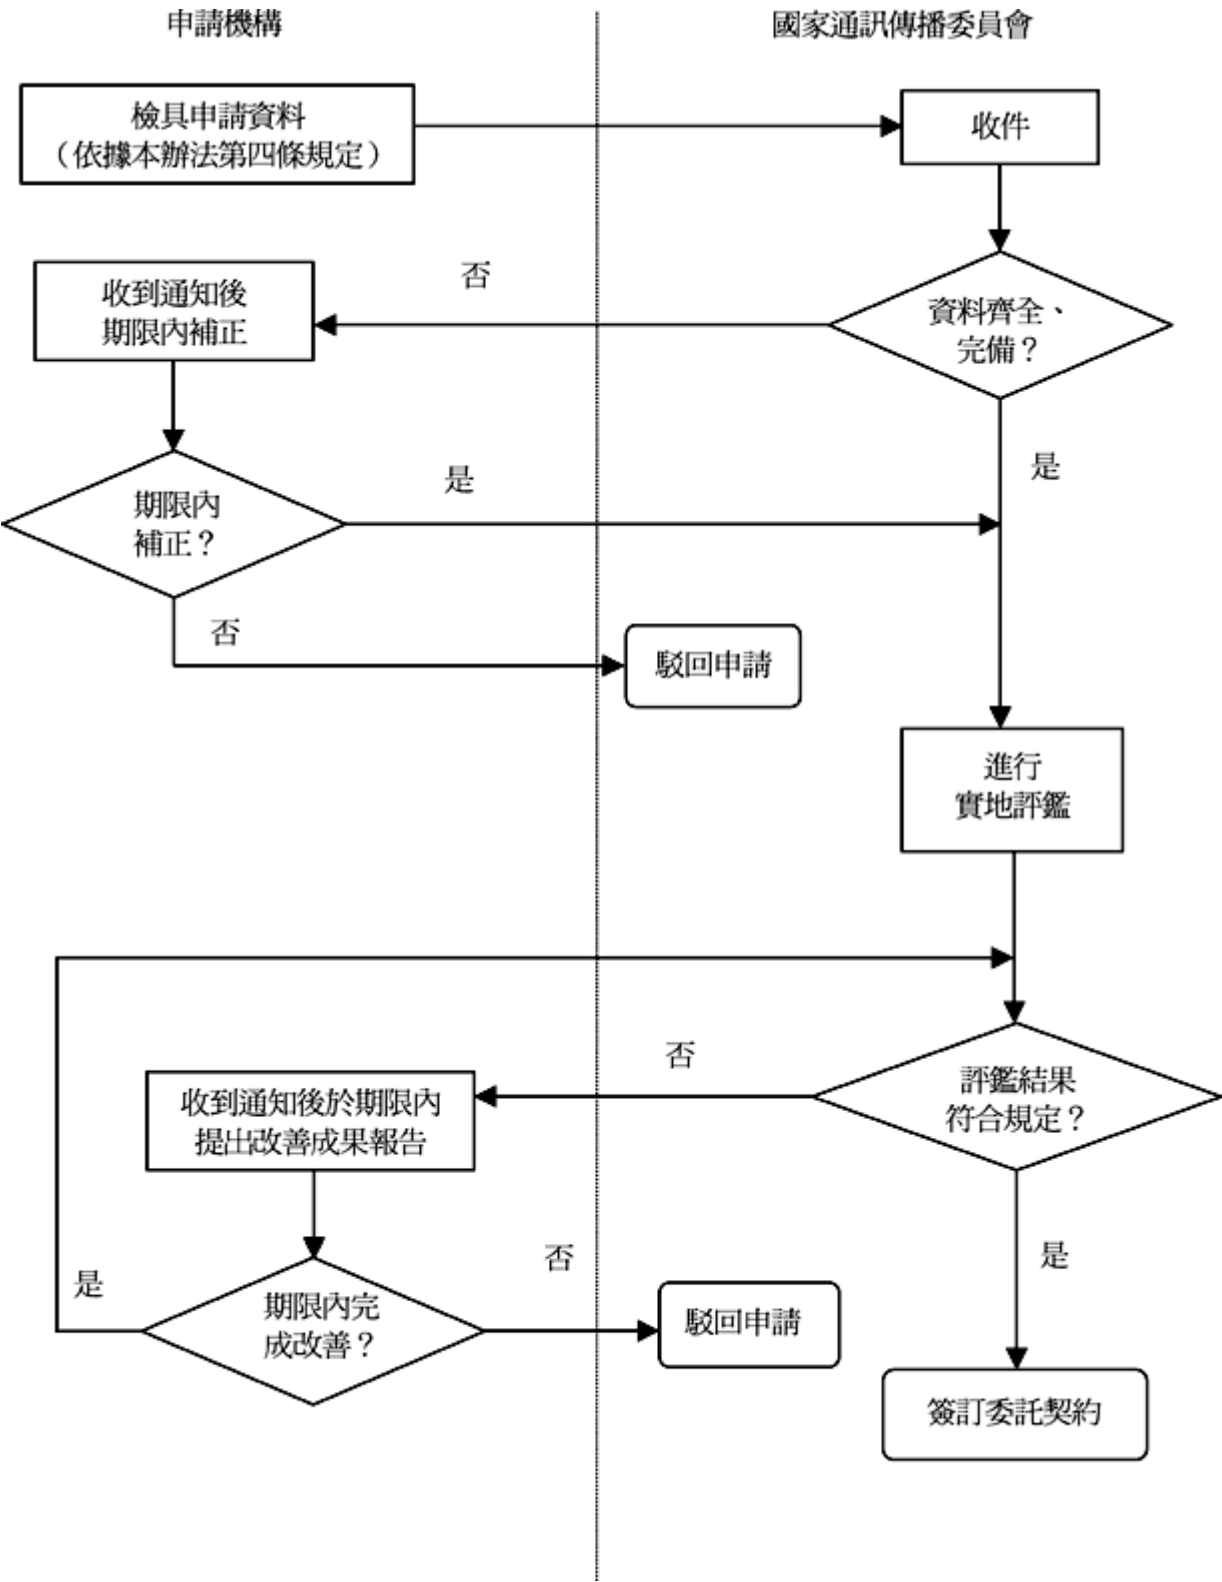 申請機構
國家通訊傳播委員會
檢具申請資料
（依據本辦法第四條規定）
收件
資料齊全、
完備？
否
收到通知後
期限內補正
是
期限內
補正？
是
否
駁回申請
進行
實地評鑑
評鑑結果
符合規定？
否
收到通知後於期限內
提出改善成果報告
期限內完
成改善？
是
否
駁回申請
是
簽訂委託契約